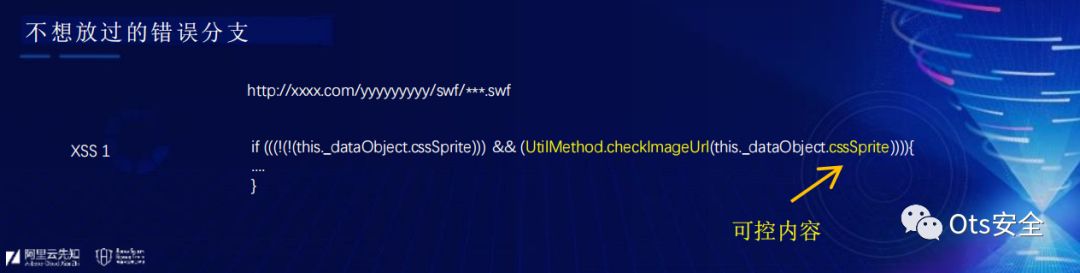 不想放过的错误分支
http://xxxx.com/yyyyyyyyy/swf/***.swf
XSS 1
if (((!(!(this._dataObject.cssSprite))) && (UtilMethod.checkImageUrl(this._dataObject.cssSprite)))){
....
}
可控内容
Ots安全
阿里云先知